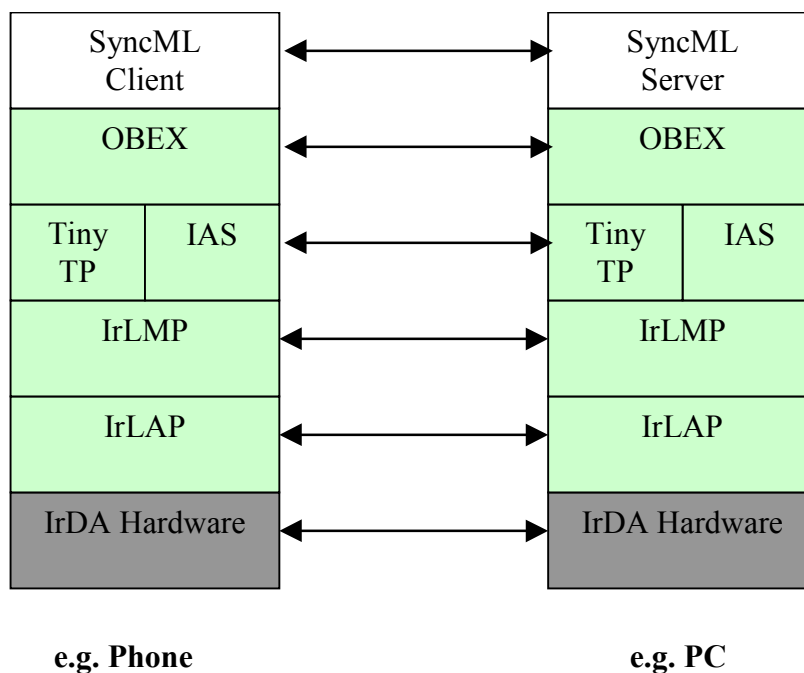 SyncML
Client
SyncML
Server
OBEX
OBEX
Tiny
TP
IAS
Tiny
TP
IAS
IrLMP
IrLMP
IrLAP
IrLAP
IrDA Hardware
IrDA Hardware
e.g. Phone
e.g. PC